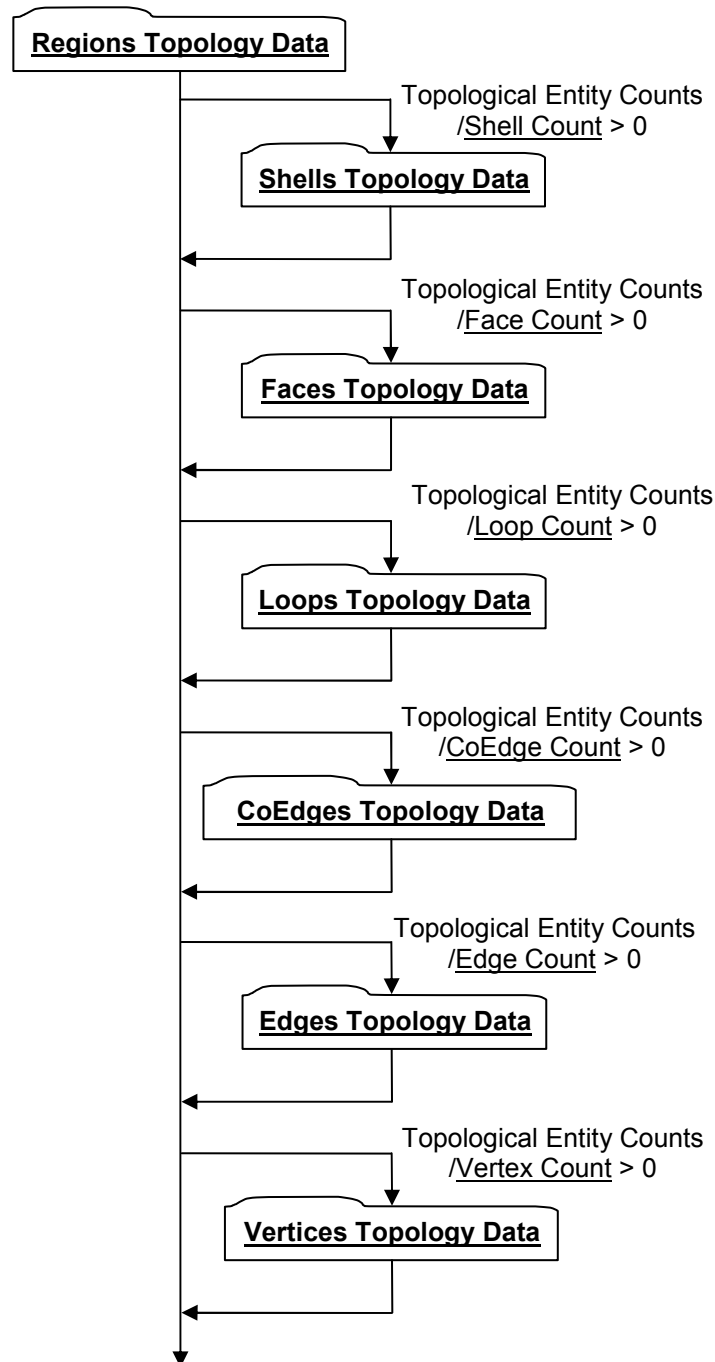 Regions Topology Data
Topological Entity Counts
/Shell Count > 0
Shells Topology Data
Topological Entity Counts
/Face Count > 0
Faces Topology Data
Topological Entity Counts
/Loop Count > 0
Loops Topology Data
Topological Entity Counts
/CoEdge Count > 0
CoEdges Topology Data
Topological Entity Counts
/Edge Count > 0
Edges Topology Data
Topological Entity Counts
/Vertex Count > 0
Vertices Topology Data